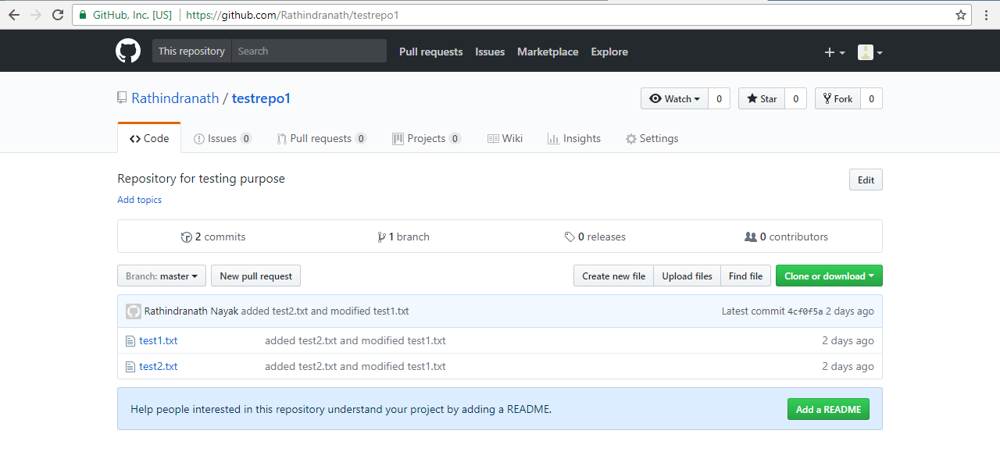 GitHub, Inc. [US] https://github.com/Rathindranath/testrepo1
This repository Search Pull requests Issues Marketplace Explore
Rathindranath / testrepo1 Watch 0 Star 0 Fork 0
Code Issues 0 Pull requests 0 Projects 0 Wiki Insights Settings
Repository for testing purpose Edit
Add topics
2 commits 1 branch 0 releases 0 contributors
Branch: master New pull request Create new file Upload files Find file Clone or download
Rathindranath Nayak added test2.txt and modified test1.txt Latest commit 4cf0f5a 2 days ago
test1.txt added test2.txt and modified test1.txt 2 days ago
test2.txt added test2.txt and modified test1.txt 2 days ago
Help people interested in this repository understand your project by adding a README. Add a README